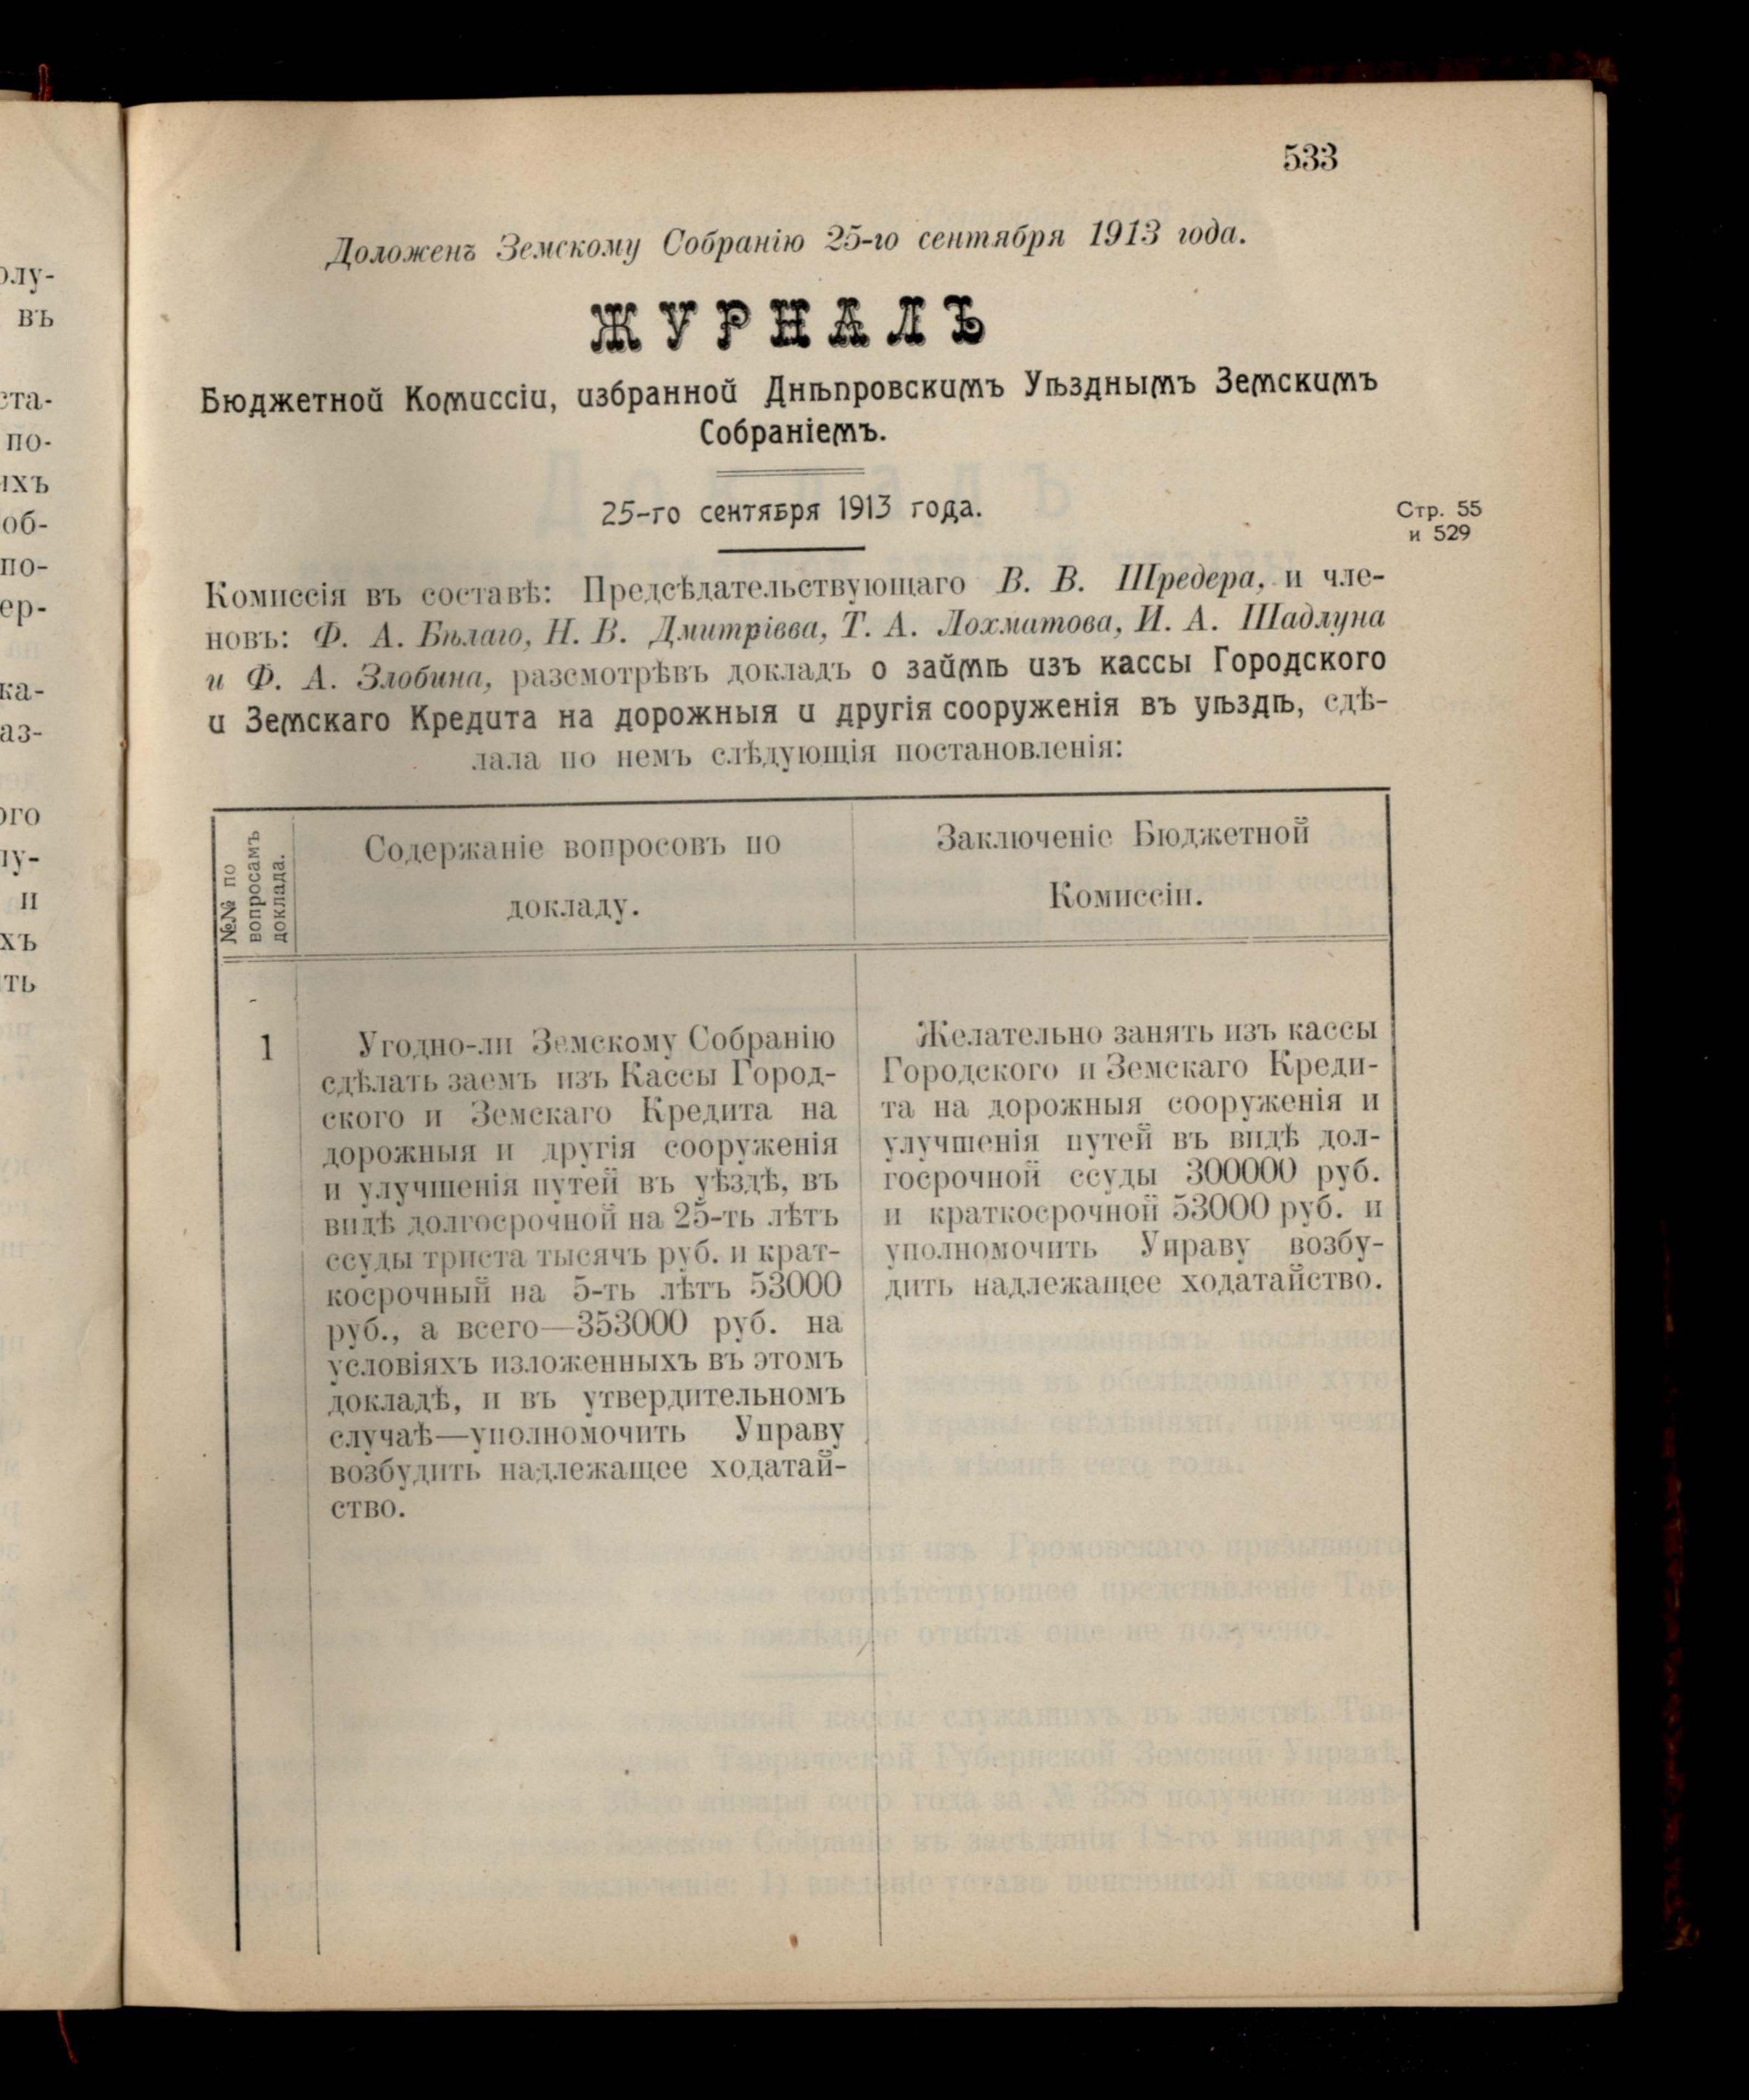 533
Доложенъ Земскому Собранію 25-го сентября 1913 года.
ЖУРНАЛЪ
Бюджетной Комиссіи, избранной Днѣпровскимъ Уѣзднымъ Земскимъ
Собраніемъ.
25-го сентября 1913 года.
Стр. 55
и 529
Комиссія въ составѣ: Предсѣдательствующаго В. В. Шредера, и чле-
новъ: Ф. А. Бѣлаго, Н. В. Дмитріева, Т. А. Лохматова, И. А. Шадлуна
и Ф. А. Злобина, разсмотрѣвъ докладъ о займѣ изъ кассы Городского
и Земскаго Кредита на дорожныя и другія сооруженія въ уѣздѣ, сдѣ-
лала по немъ слѣдующія постановленія:
№№ по
вопросамъ
доклада.
Содержаніе вопросовъ по
докладу.
Заключеніе Бюджетной
Комиссіи.
1
Угодно-ли Земскому Собранію
сдѣлать заемъ изъ Кассы Город-
ского и Земскаго Кредита на
дорожныя и другія сооруженія
и улучшенія путей въ уѣздѣ, въ
видѣ долгосрочной на 25-ть лѣтъ
ссуды триста тысячъ руб. и крат-
косрочный на 5-ть лѣтъ 53000
руб., а всего—353000 руб. на
условіяхъ изложенныхъ въ этомъ
докладѣ, и въ утвердительномъ
случаѣ—уполномочить Управу
возбудить надлежащее ходатай-
ство.
Желательно занять изъ кассы
Городского и Земскаго Креди-
та на дорожныя сооруженія и
улучшенія путей въ видѣ дол-
госрочной ссуды 300000 руб.
и краткосрочной 53000 руб. и
уполномочить Управу возбу-
дить надлежащее ходатайство.